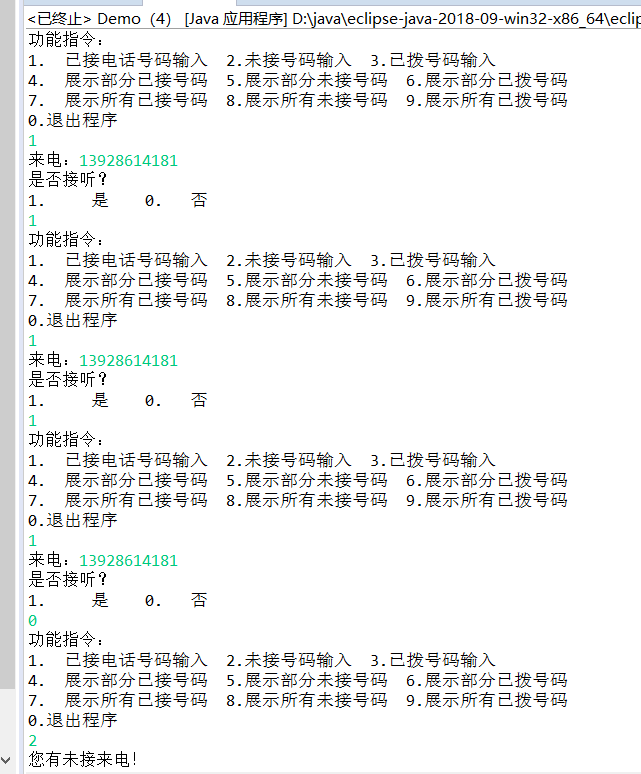 <已终止> Demo (4) [Java 应用程序] D:\java\eclipse-java-2018-09-win32-x86_64\eclip
功能指令:
1. 已接电话号码输入 2.未接号码输入 3.已拨号码输入
4. 展示部分已接号码 5.展示部分未接号码 6.展示部分已拨号码
7. 展示所有已接号码 8.展示所有未接号码 9.展示所有已拨号码
0.退出程序
1
来电: 13928614181
是否接听?
1. 是 0. 否
1
功能指令:
1. 已接电话号码输入 2.未接号码输入 3.已拨号码输入
4. 展示部分已接号码 5.展示部分未接号码 6.展示部分已拨号码
7. 展示所有已接号码 8.展示所有未接号码 9.展示所有已拨号码
0.退出程序
1
来电: 13928614181
是否接听?
1. 是 0. 否
1
功能指令:
1. 已接电话号码输入 2.未接号码输入 3.已拨号码输入
4. 展示部分已接号码 5.展示部分未接号码 6.展示部分已拨号码
7. 展示所有已接号码 8.展示所有未接号码 9.展示所有已拨号码
0.退出程序
1
来电: 13928614181
是否接听?
1. 是 0. 否
0
功能指令:
1. 已接电话号码输入 2.未接号码输入 3.已拨号码输入
4. 展示部分已接号码 5.展示部分未接号码 6.展示部分已拨号码
7. 展示所有已接号码 8.展示所有未接号码 9.展示所有已拨号码
0.退出程序
2
您有未接来电!